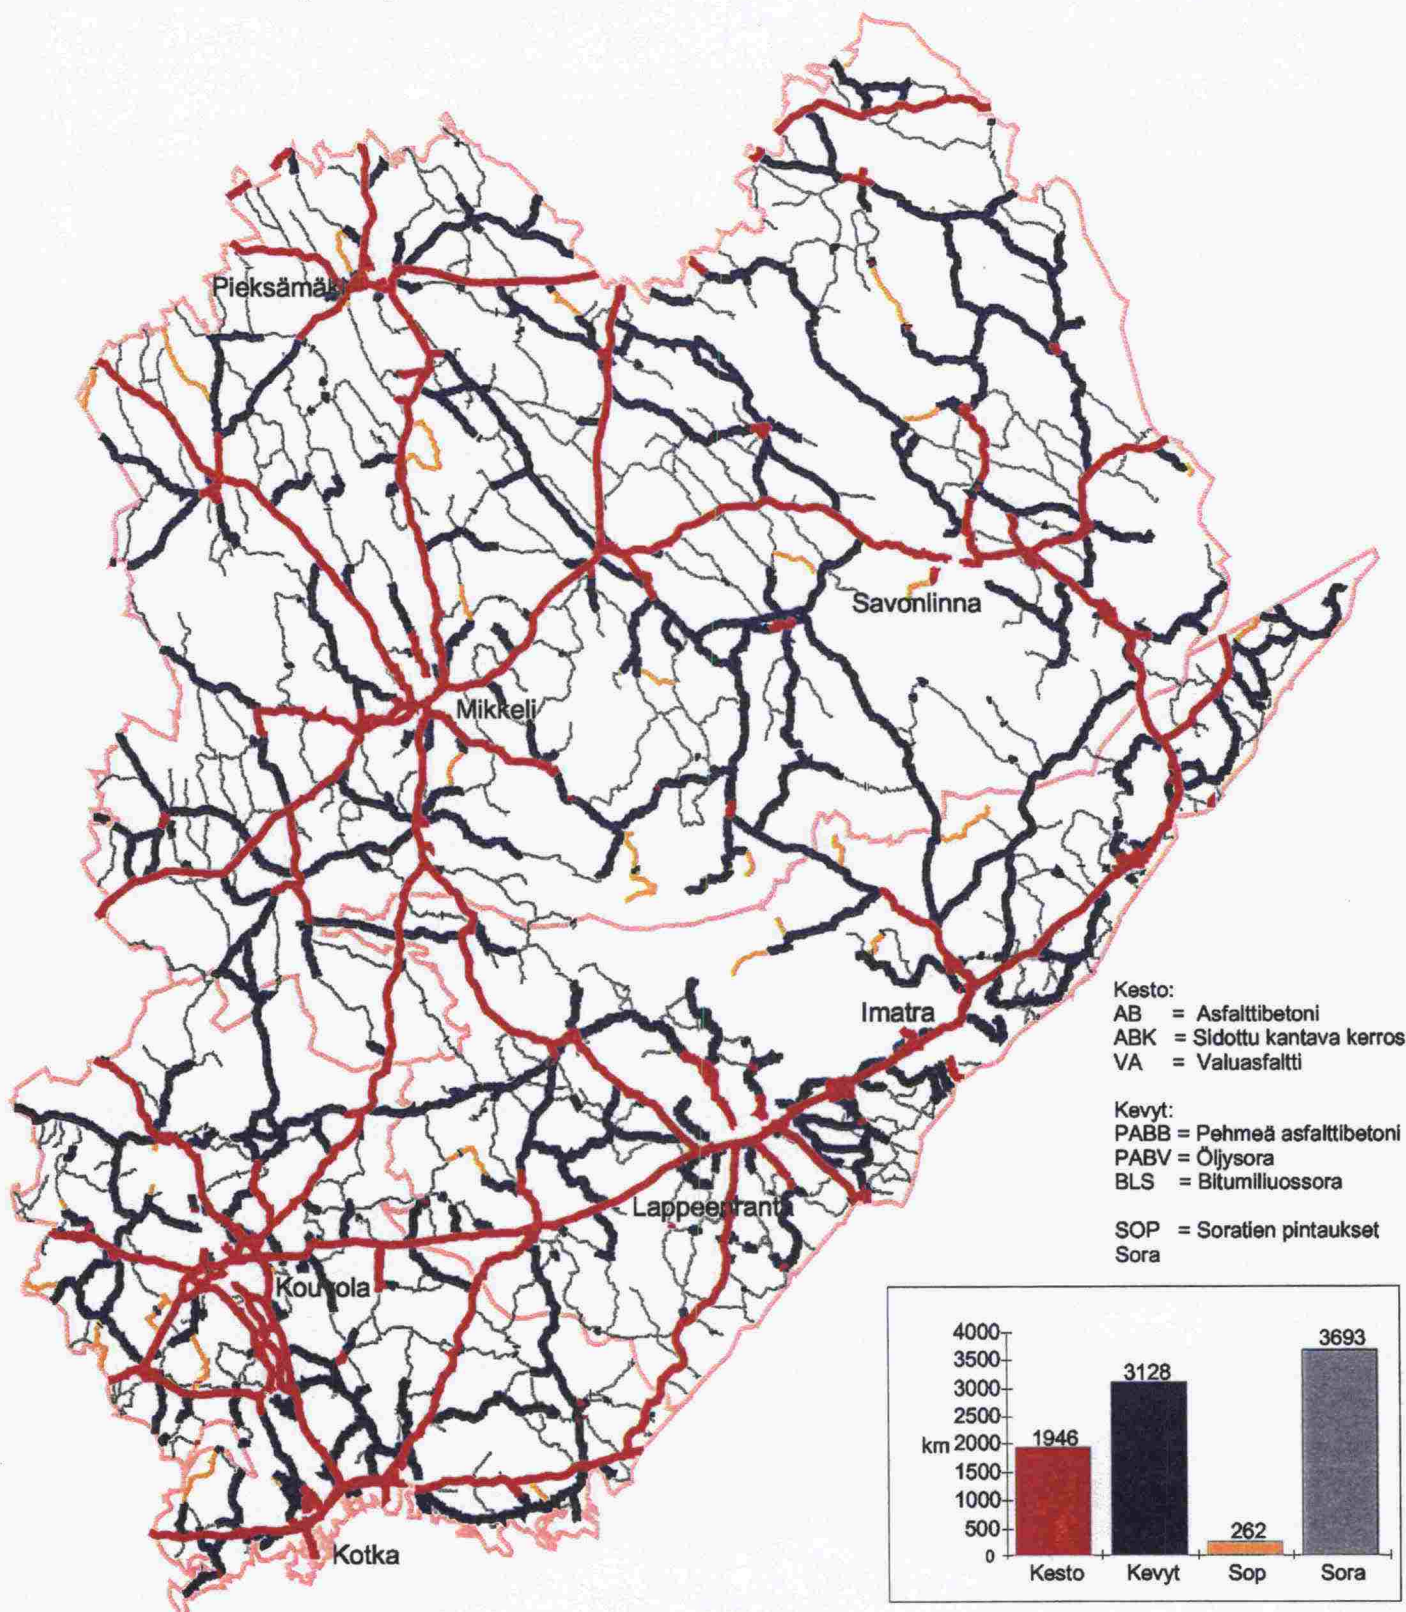 Pieksämäki
Savonlinna
Mikkeli
Imatra
Kesto:
AB = Asfalttibetoni
ABK = Sidottu kantava kerros
VA = Valuasfaltti
Kevyt:
PABB = Pehmeä asfalttibetoni
PABV = Öljysora
BLS = Bitumiliuossora
SOP = Soratien pintaukset
Sora
Lappeenranta
Kouvola
Kotka
4000
3500
3000
2500
km 2000
1500
1000
500
0
1946
3128
262
3693
Kesto Kevyt Sop Sora